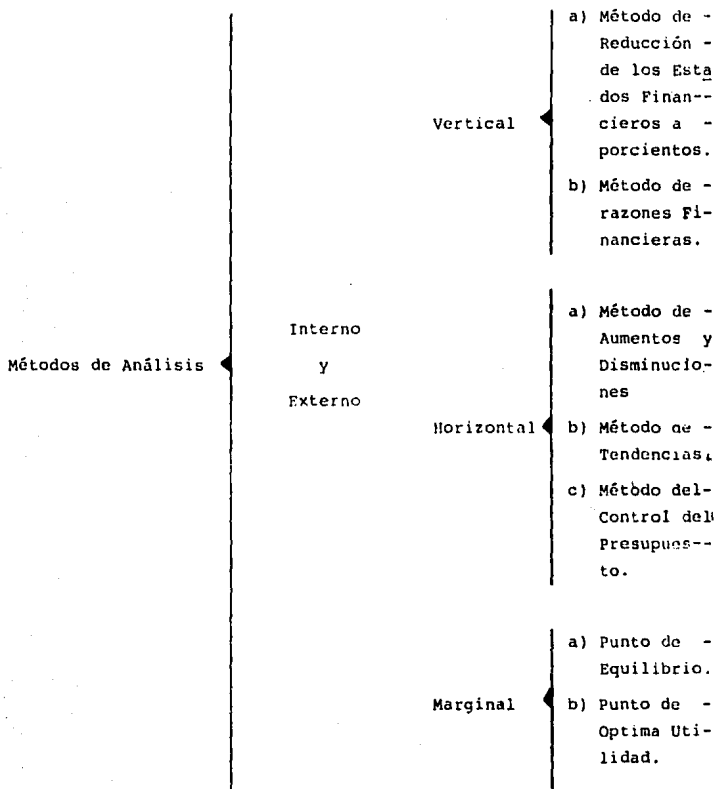 a) Método de -
Reducción -
de los Esta
dos Finan--
cieros a -
porcientos.
Vertical
b) Método de -
razones Fi-
nancieras.
Métodos de Análisis
Interno
y
Externo
Horizontal
a) Método de -
Aumentos y
Disminucio-
nes
b) Método de -
Tendencias.
c) Método del-
Control del
Presupues--
to.
Marginal
a) Punto de -
Equilibrio.
b) Punto de -
Optima Uti-
lidad.